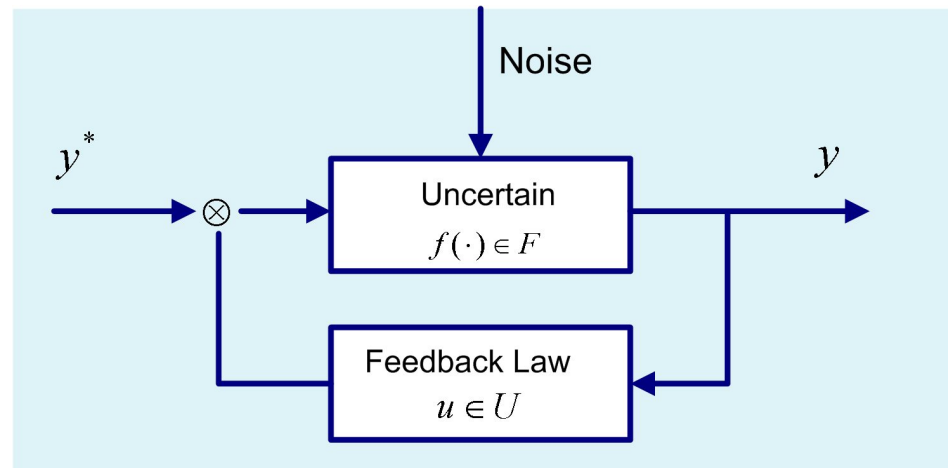 Noise
y*
y
Uncertain
f(·) ∈ F
Feedback Law
u ∈ U